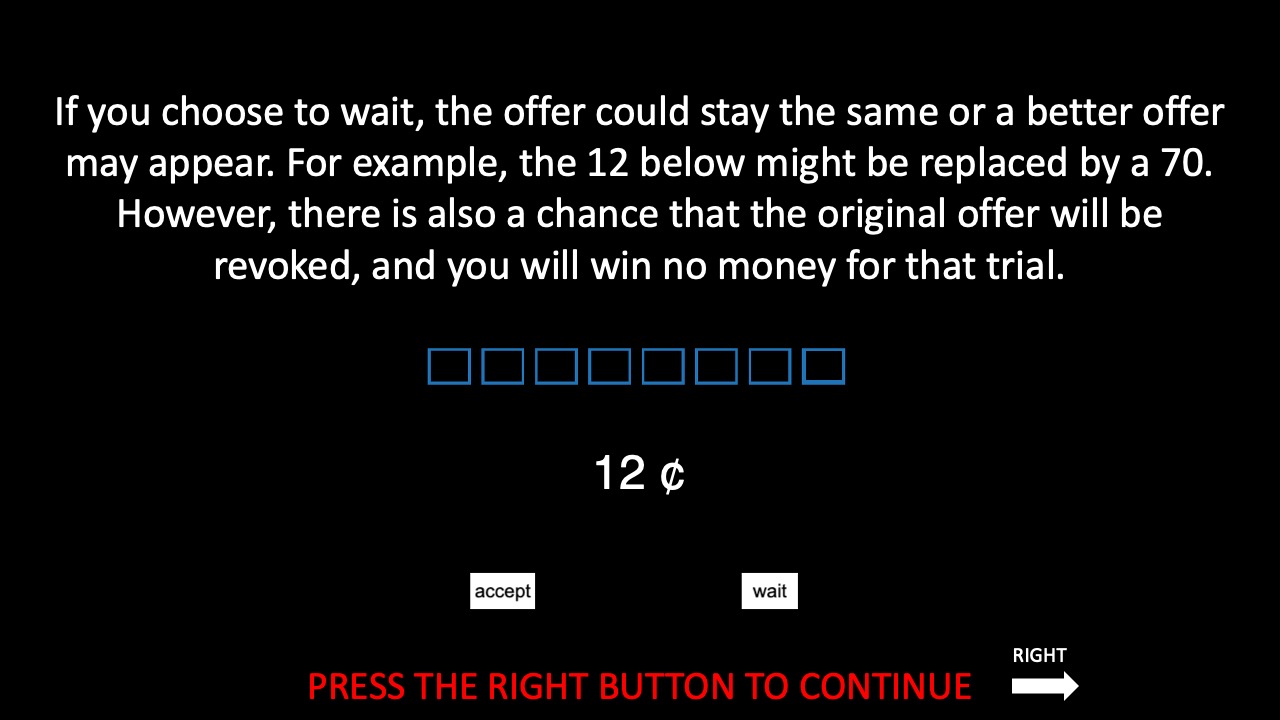 If you choose to wait, the offer could stay the same or a better offer
may appear. For example, the 12 below might be replaced by a 70.
However, there is also a chance that the original offer will be
revoked, and you will win no money for that trial.
12 ¢
accept
wait
RIGHT
PRESS THE RIGHT BUTTON TO CONTINUE